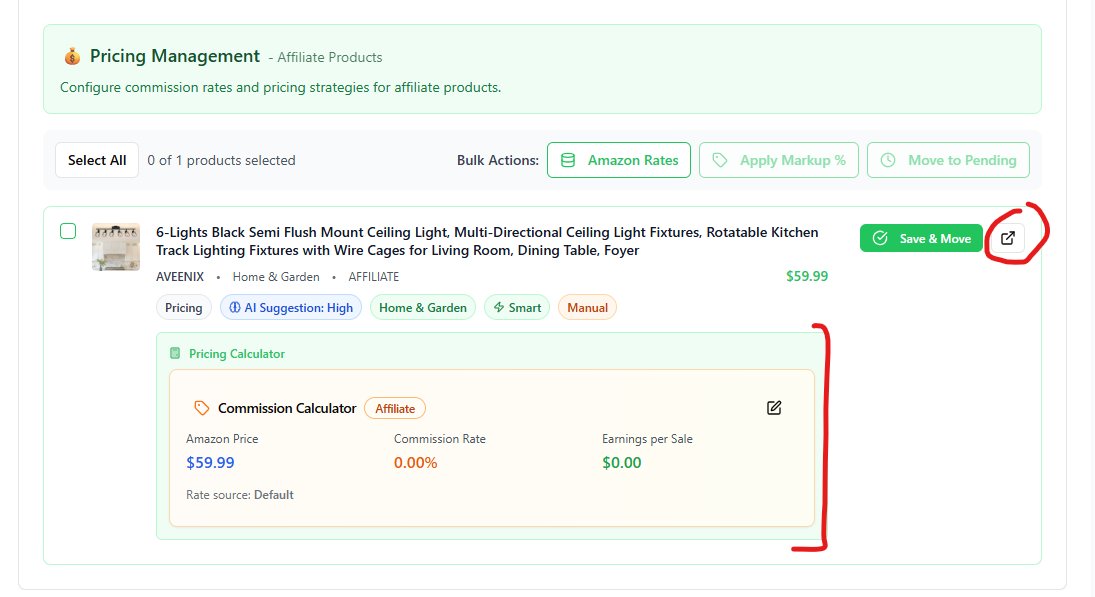 💰 Pricing Management - Affiliate Products
Configure commission rates and pricing strategies for affiliate products.
Select All 0 of 1 products selected Bulk Actions: Amazon Rates Apply Markup % Move to Pending
6-Lights Black Semi Flush Mount Ceiling Light, Multi-Directional Ceiling Light Fixtures, Rotatable Kitchen
Track Lighting Fixtures with Wire Cages for Living Room, Dining Table, Foyer
Save & Move
AVEENIX • Home & Garden • AFFILIATE $59.99
Pricing AI Suggestion: High Home & Garden Smart Manual
Pricing Calculator
Commission Calculator Affiliate
Amazon Price Commission Rate Earnings per Sale
$59.99 0.00% $0.00
Rate source: Default